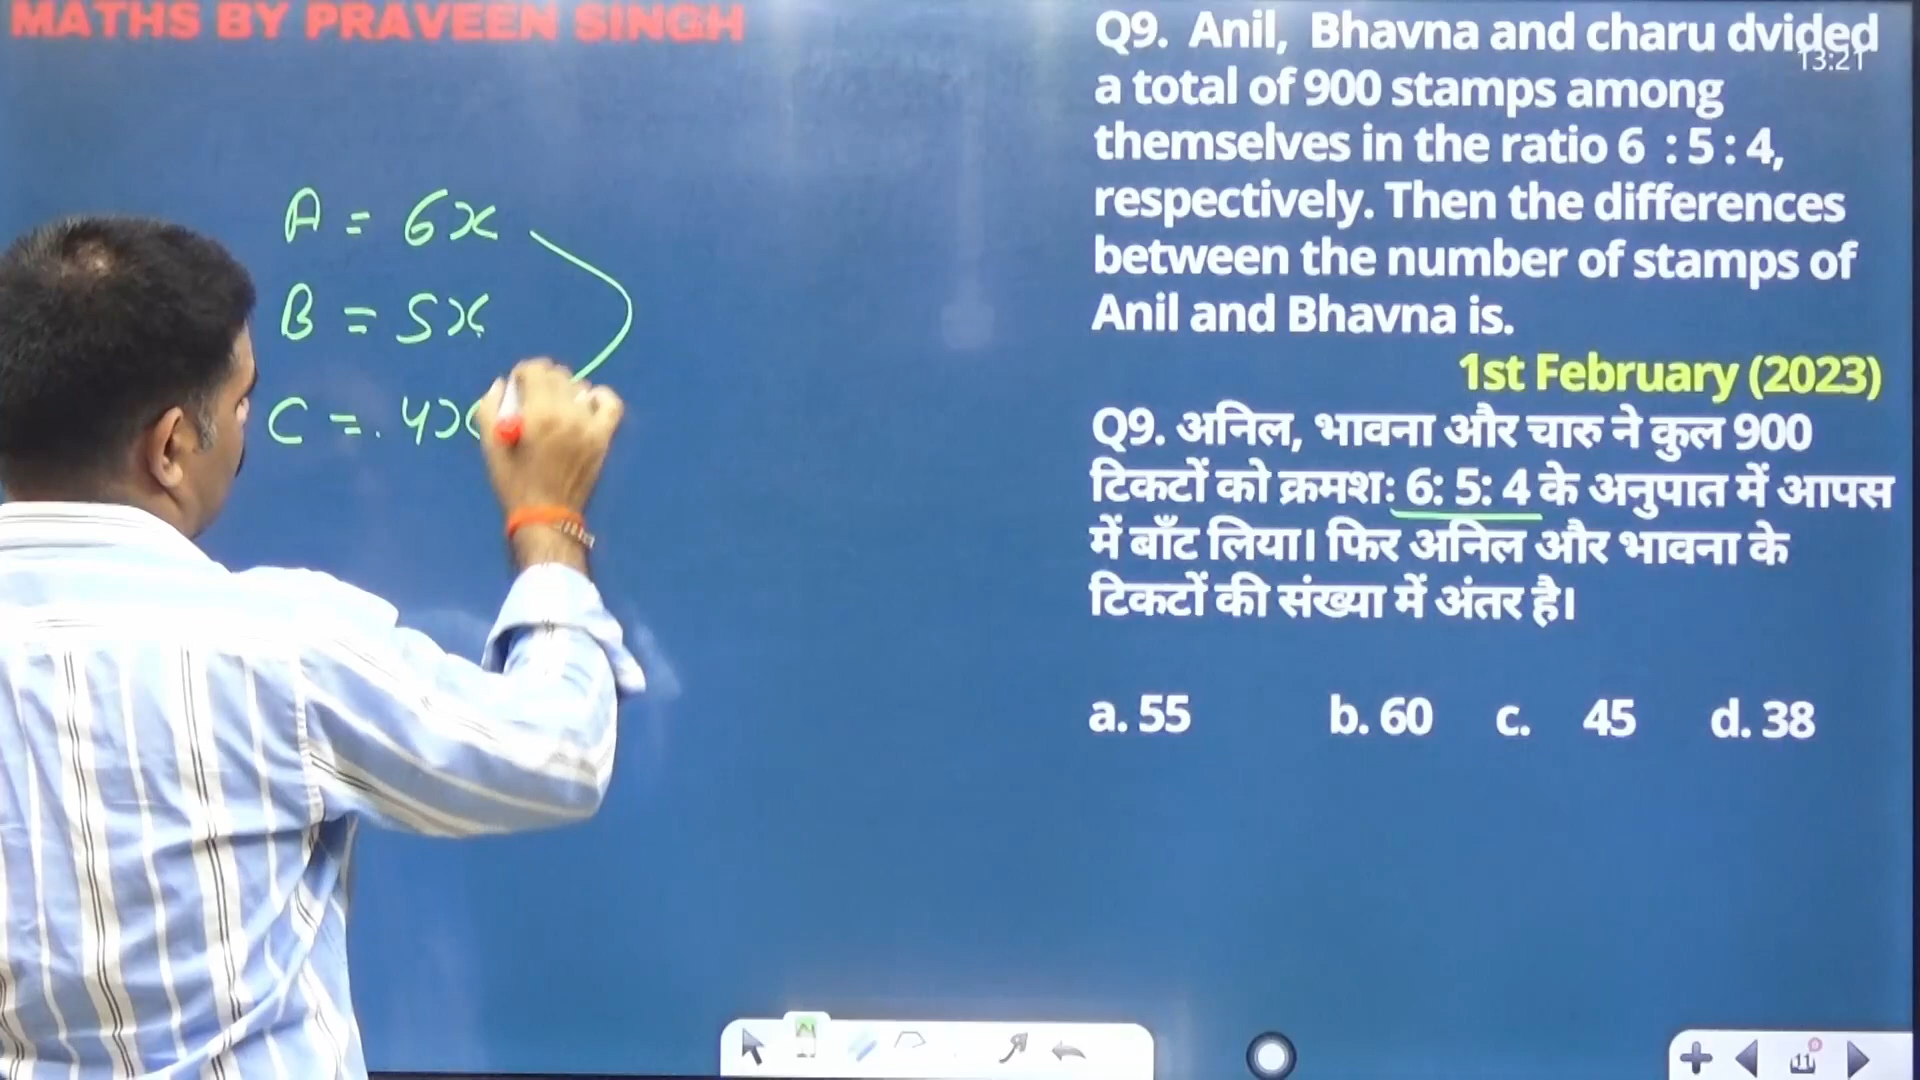 MATHS BY PRAVEEN SINGH
A = 6x
B = 5x
C = . 4x
Q9. Anil, Bhavna and charu dvided
13:21
a total of 900 stamps among
themselves in the ratio 6 : 5 : 4,
respectively. Then the differences
between the number of stamps of
Anil and Bhavna is.
1st February (2023)
Q9. अनिल, भावना और चारु ने कुल 900
टिकटों को क्रमशः 6: 5: 4 के अनुपात में आपस
में बाँट लिया। फिर अनिल और भावना के
टिकटों की संख्या में अंतर है।
a. 55 b. 60 c. 45 d. 38
11